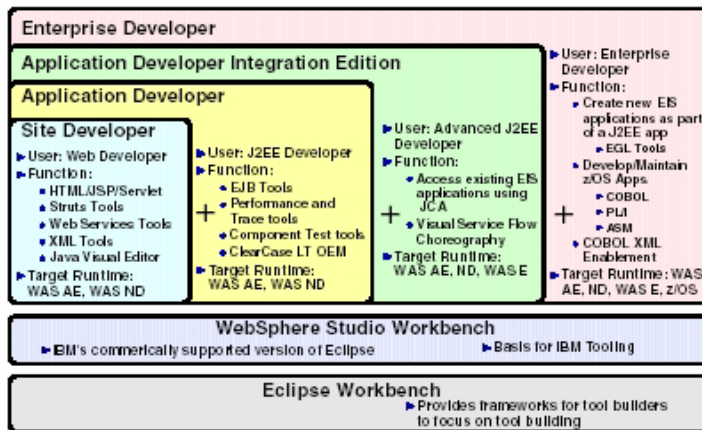 Enterprise Developer
Application Developer Integration Edition
Application Developer
Site Developer
User: Web Developer
Function:
HTML/JSP/Servlet
Struts Tools
Web Services Tools
XML Tools
Java Visual Editor
Target Runtime:
WAS AE, WAS ND
+
User: J2EE Developer
Function:
EJB Tools
Performance and
Trace tools
Component Test tools
ClearCase LT OEM
Target Runtime:
WAS AE, WAS ND
+
User: Advanced J2EE
Developer
Function:
Access existing EIS
applications using
JCA
Visual Service Flow
Choreography
Target Runtime:
WAS AE, ND, WAS E
+
User: Enterprise
Developer
Function:
Create new EIS
applications as part
of a J2EE app
EGL Tools
Develop/Maintain
z/OS Apps.
COBOL
PL/I
ASM
COBOL XML
Enablement
Target Runtime: WAS
AE, ND, WAS E, z/OS
WebSphere Studio Workbench
IBM's commerically supported version of Eclipse
Basis for IBM Tooling
Eclipse Workbench
Provides frameworks for tool builders
to focus on tool building